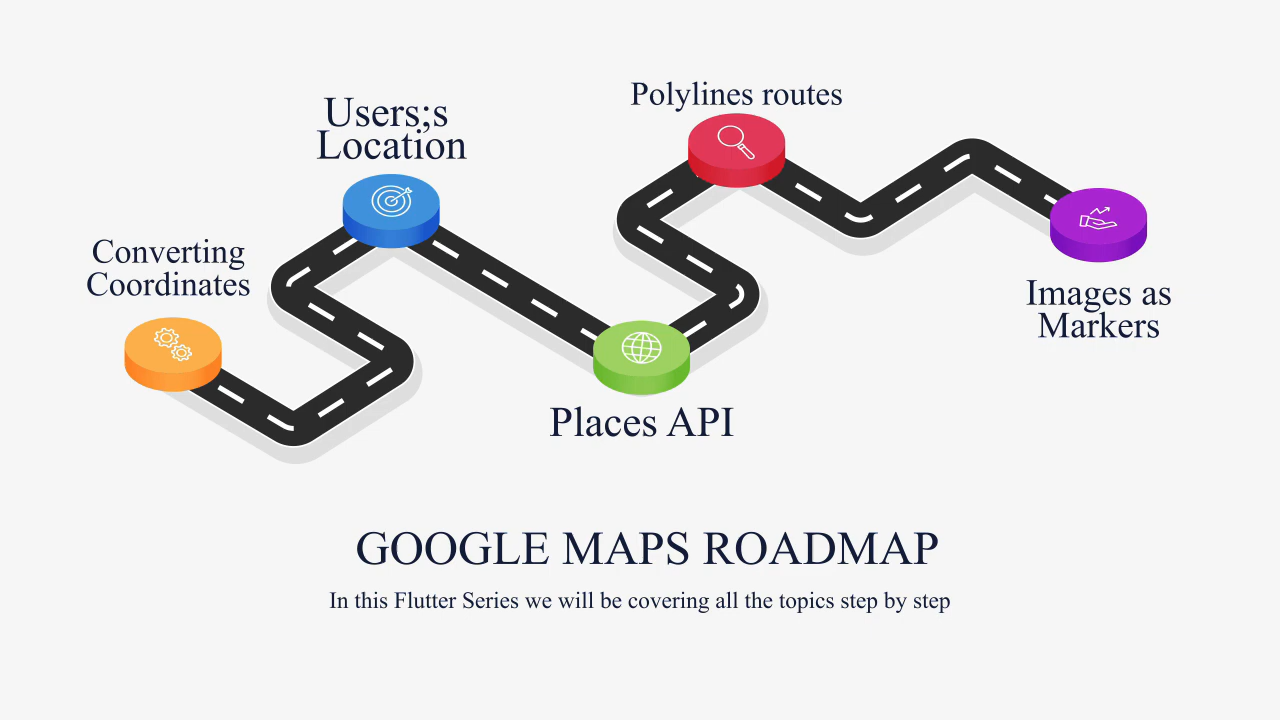 Polylines routes
Users;s
Location
Converting
Coordinates
Images as
Markers
Places API
GOOGLE MAPS ROADMAP
In this Flutter Series we will be covering all the topics step by step